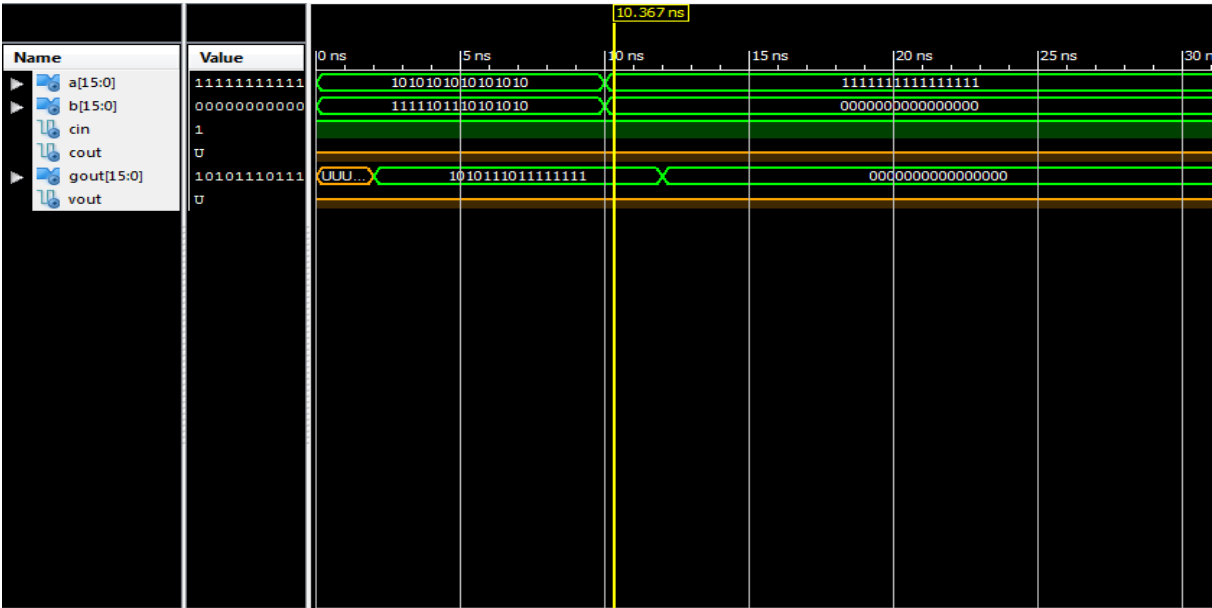 10.367 ns
Name Value 0 ns 5 ns 10 ns 15 ns 20 ns 25 ns 30 n
a[15:0] 11111111111 1010101010101010 1111111111111111
b[15:0] 00000000000 1111101110101010 0000000000000000
cin 1
cout U
gout[15:0] 10101110111 UUU... 1010111011111111 0000000000000000
vout U